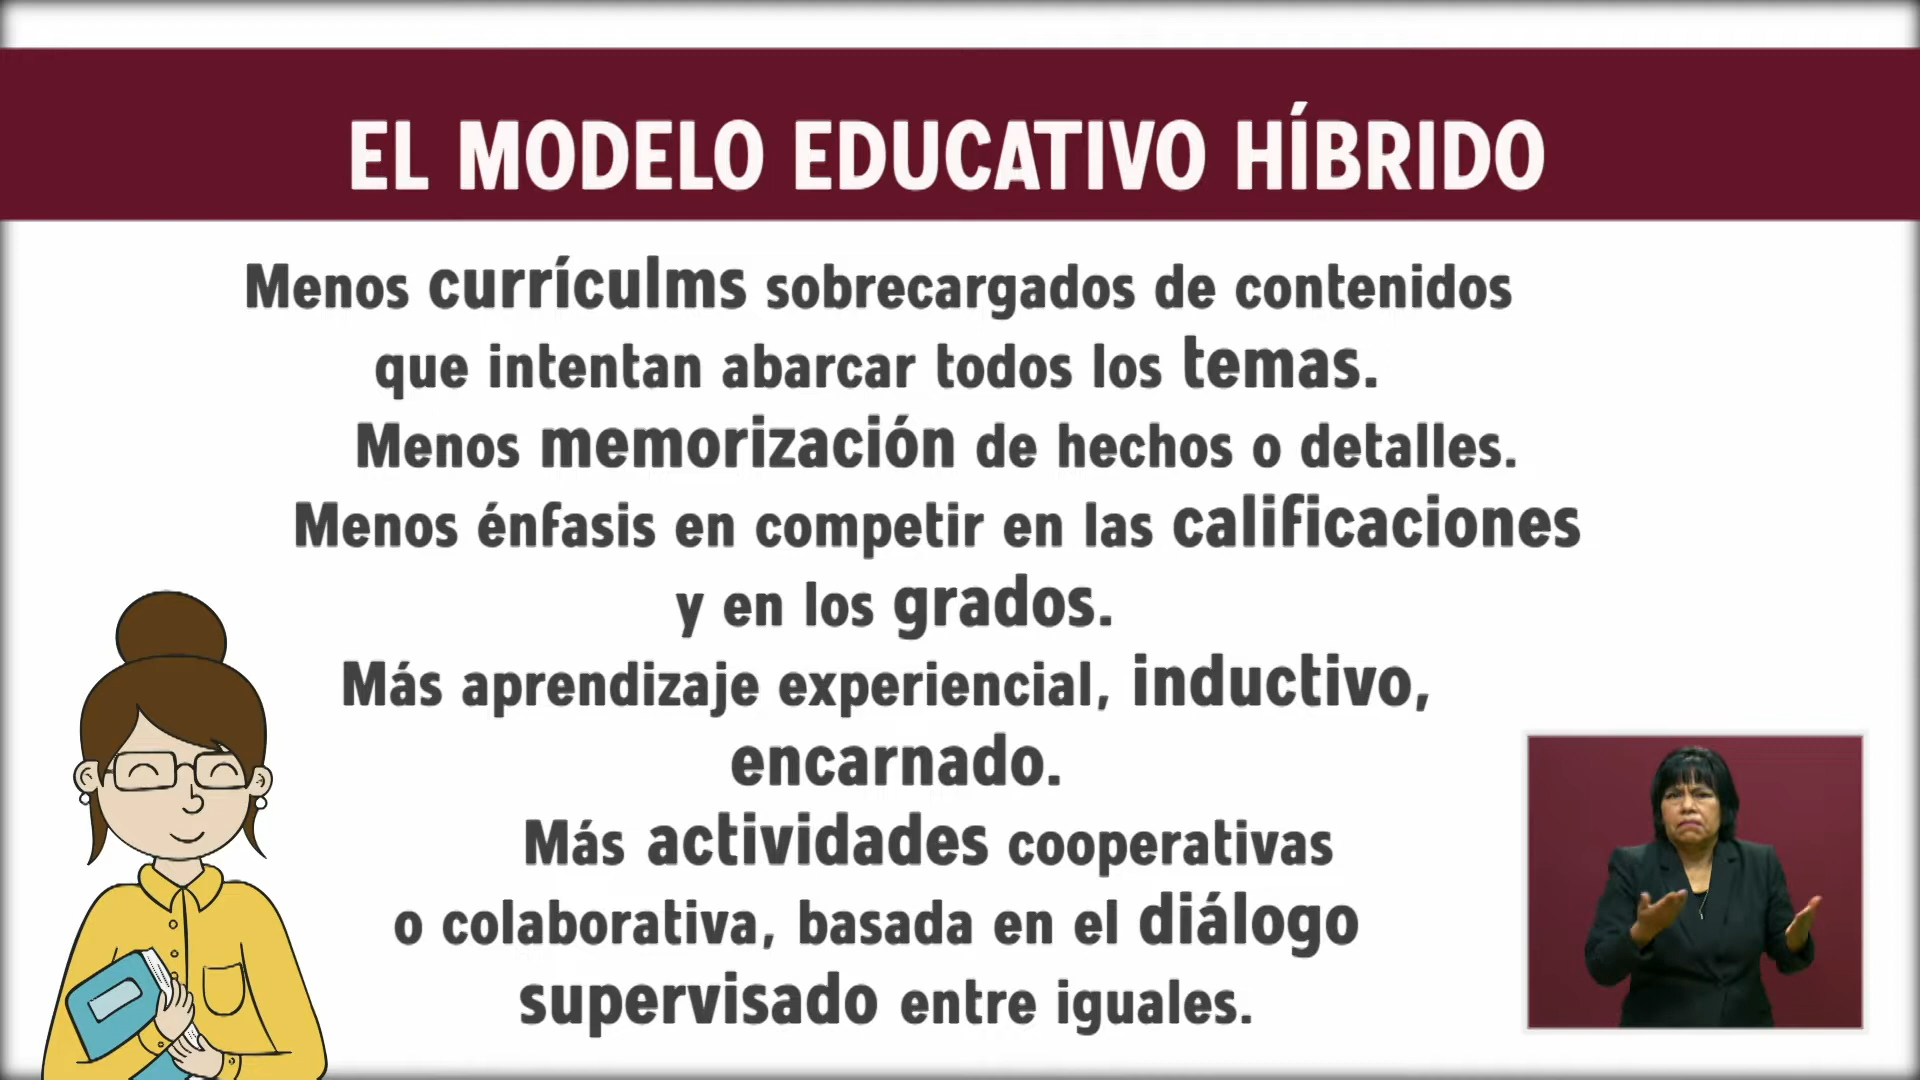 EL MODELO EDUCATIVO HÍBRIDO
Menos currículms sobrecargados de contenidos
que intentan abarcar todos los temas.
Menos memorización de hechos o detalles.
Menos énfasis en competir en las calificaciones
y en los grados.
Más aprendizaje experiencial, inductivo,
encarnado.
Más actividades cooperativas
o colaborativa, basada en el diálogo
supervisado entre iguales.